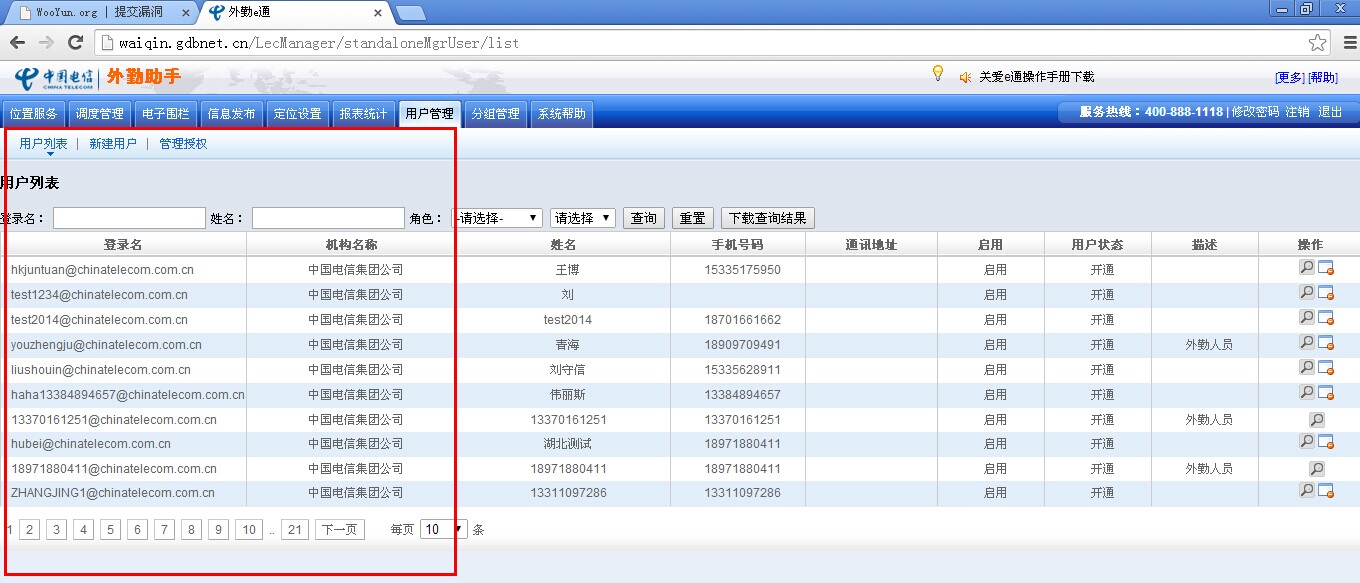 WooYun.org | 提交漏洞 外勤e通
waiqin.gdbnet.cn/LecManager/standaloneMgrUser/list
中国电信 CHINA TELECOM 外勤助手 关爱e通操作手册下载 [更多] [帮助]
位置服务 调度管理 电子围栏 信息发布 定位设置 报表统计 用户管理 分组管理 系统帮助 服务热线：400-888-1118 | 修改密码 注销 退出
用户列表 | 新建用户 | 管理授权
用户列表
登录名： 姓名： 角色： -请选择- 请选择 查询 重置 下载查询结果
登录名 机构名称 姓名 手机号码 通讯地址 启用 用户状态 描述 操作
hkjuntuan@chinatelecom.com.cn 中国电信集团公司 王博 15335175950 启用 开通
test1234@chinatelecom.com.cn 中国电信集团公司 刘 启用 开通
test2014@chinatelecom.com.cn 中国电信集团公司 test2014 18701661662 启用 开通
youzhengju@chinatelecom.com.cn 中国电信集团公司 青海 18909709491 启用 开通 外勤人员
liushouin@chinatelecom.com.cn 中国电信集团公司 刘守信 15335628911 启用 开通
haha13384894657@chinatelecom.com.cn 中国电信集团公司 伟丽斯 13384894657 启用 开通
13370161251@chinatelecom.com.cn 中国电信集团公司 13370161251 13370161251 启用 开通 外勤人员
hubei@chinatelecom.com.cn 中国电信集团公司 湖北测试 18971880411 启用 开通
18971880411@chinatelecom.com.cn 中国电信集团公司 18971880411 18971880411 启用 开通 外勤人员
ZHANGJING1@chinatelecom.com.cn 中国电信集团公司 13311097286 13311097286 启用 开通
1 2 3 4 5 6 7 8 9 10 .. 21 下一页 每页 10 条